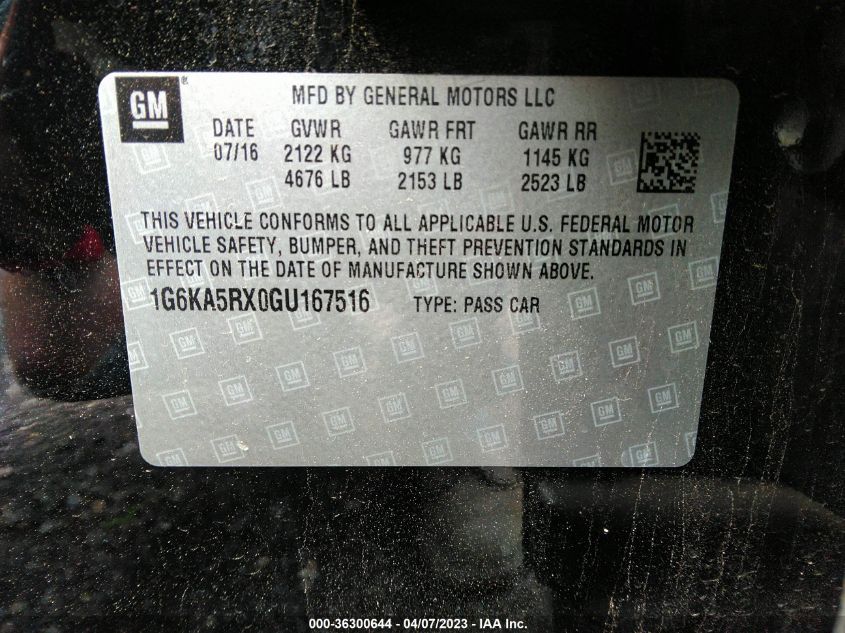 GM
MFD BY GENERAL MOTORS LLC
DATE GVWR GAWR FRT GAWR RR
07/16 2122 KG 977 KG 1145 KG
4676 LB 2153 LB 2523 LB
THIS VEHICLE CONFORMS TO ALL APPLICABLE U.S. FEDERAL MOTOR
VEHICLE SAFETY, BUMPER, AND THEFT PREVENTION STANDARDS IN
EFFECT ON THE DATE OF MANUFACTURE SHOWN ABOVE.
1G6KA5RX0GU167516 TYPE: PASS CAR
000-36300644 - 04/07/2023 - IAA Inc.